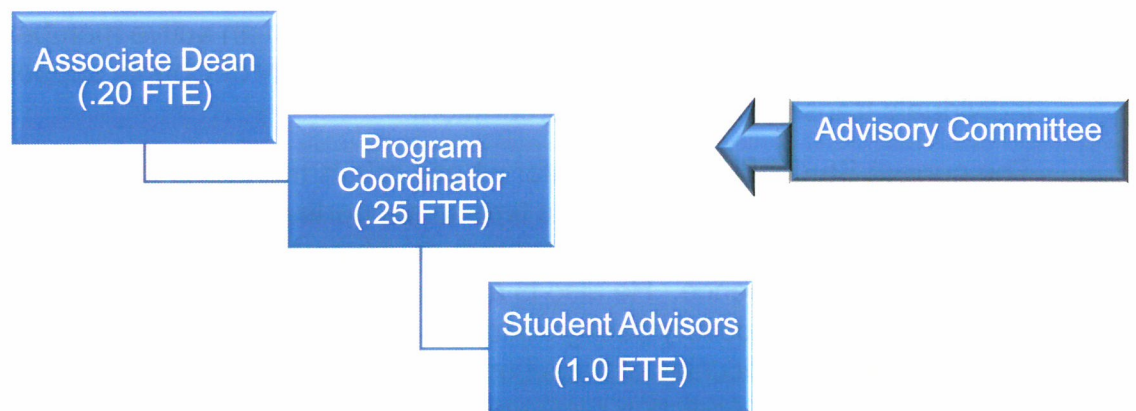 Associate Dean
(.20 FTE)
Program
Coordinator
(.25 FTE)
Student Advisors
(1.0 FTE)
Advisory Committee